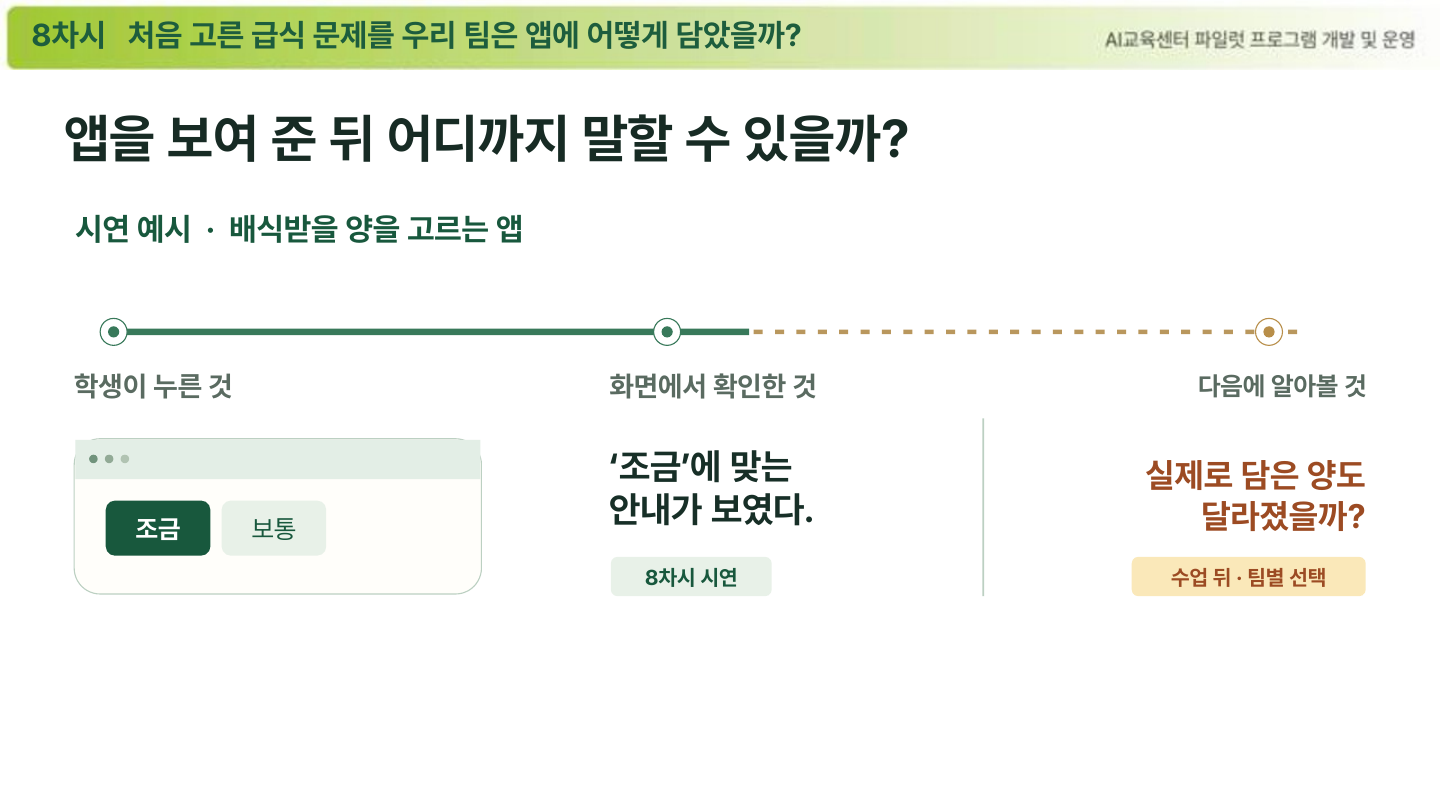 8차시 처음 고른 급식 문제를 우리 팀은 앱에 어떻게 담았을까?
AI교육센터 파일럿 프로그램 개발 및 운영
앱을 보여 준 뒤 어디까지 말할 수 있을까?
시연 예시 · 배식받을 양을 고르는 앱
학생이 누른 것
화면에서 확인한 것
다음에 알아볼 것
조금
보통
‘조금’에 맞는
안내가 보였다.
8차시 시연
실제로 담은 양도
달라졌을까?
수업 뒤 · 팀별 선택